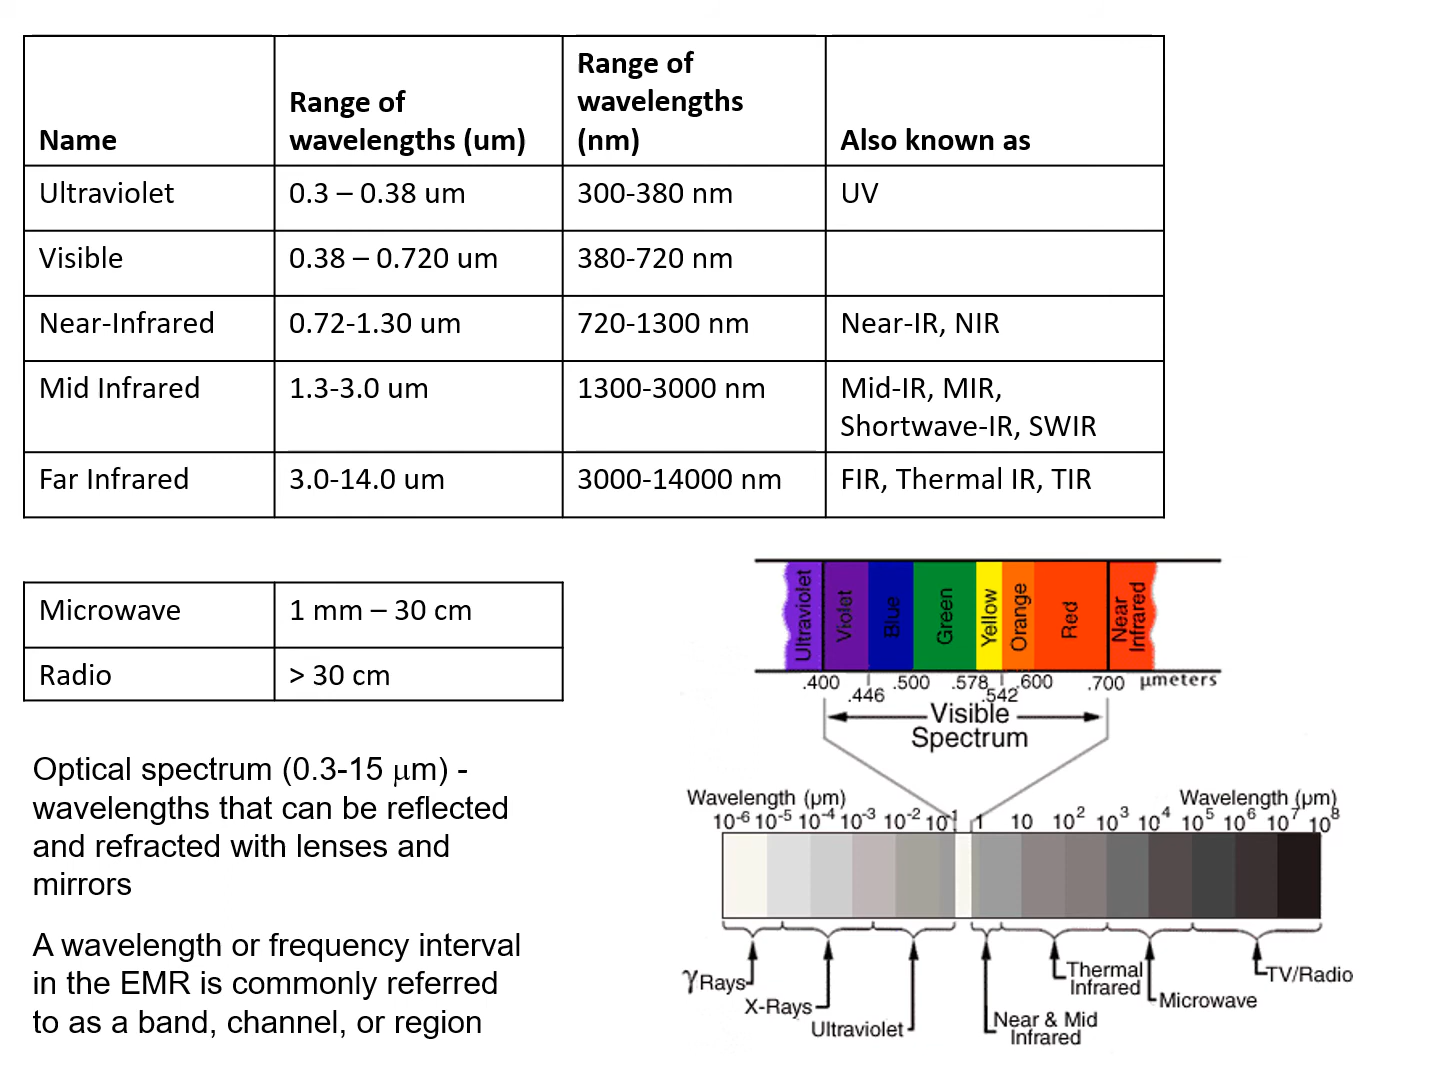 Name
Range of
wavelengths (um)
Range of
wavelengths
(nm)
Also known as
Ultraviolet
0.3 – 0.38 um
300-380 nm
UV
Visible
0.38 – 0.720 um
380-720 nm
Near-Infrared
0.72-1.30 um
720-1300 nm
Near-IR, NIR
Mid Infrared
1.3-3.0 um
1300-3000 nm
Mid-IR, MIR,
Shortwave-IR, SWIR
Far Infrared
3.0-14.0 um
3000-14000 nm
FIR, Thermal IR, TIR
Microwave
1 mm – 30 cm
Radio
> 30 cm
Optical spectrum (0.3-15 μm) -
wavelengths that can be reflected
and refracted with lenses and
mirrors
A wavelength or frequency interval
in the EMR is commonly referred
to as a band, channel, or region
Ultraviolet
Violet
Blue
Green
Yellow
Orange
Red
Near
Infrared
.400
.446
.500
.578
.542
.600
.700
μmeters
Visible
Spectrum
Wavelength (μm)
Wavelength (μm)
10⁻⁶ 10⁻⁵ 10⁻⁴ 10⁻³ 10⁻² 10⁻¹ 1 10 10² 10³ 10⁴ 10⁵ 10⁶ 10⁷ 10⁸
γ Rays
X-Rays
Ultraviolet
Near & Mid
Infrared
Thermal
Infrared
Microwave
TV/Radio